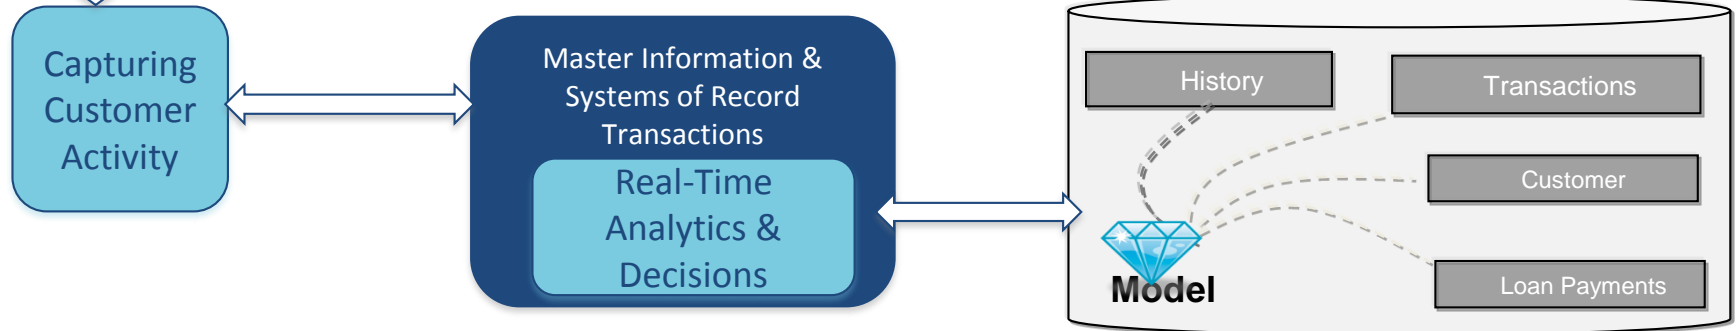 Capturing
Customer
Activity
Master Information &
Systems of Record
Transactions
Real-Time
Analytics &
Decisions
History
Transactions
Customer
Loan Payments
Model